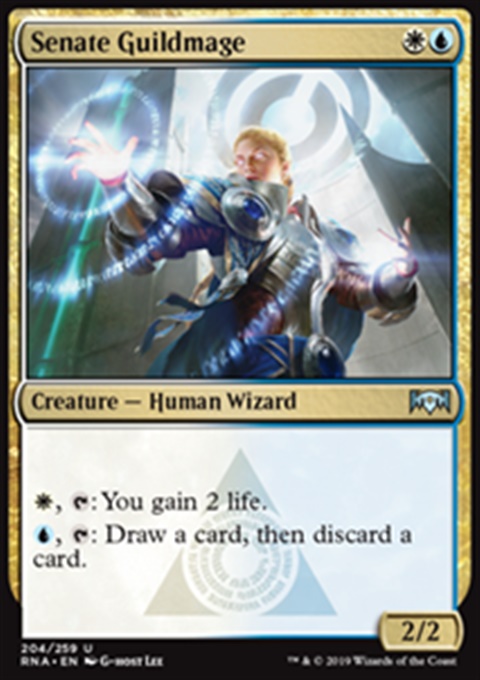 Senate Guildmage
Creature — Human Wizard
, : You gain 2 life.
, : Draw a card, then discard a
card.
2/2
204/259 U
RNA • EN G-host Lee
™ & © 2019 Wizards of the Coast